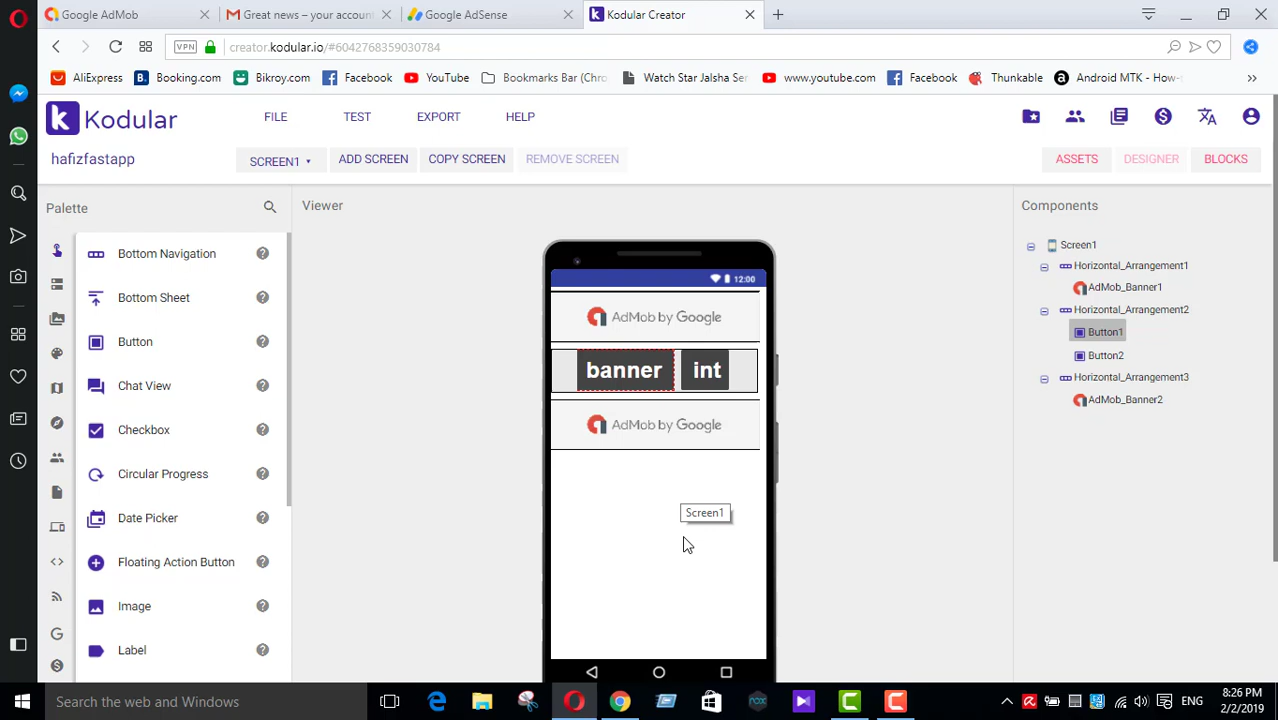 Google AdMob
Great news – your accoun
Google AdSense
Kodular Creator
VPN
creator.kodular.io/#6042768359030784
AliExpress
Booking.com
Bikroy.com
Facebook
YouTube
Bookmarks Bar (Chro
Watch Star Jalsha Ser
www.youtube.com
Facebook
Thunkable
Android MTK - How-
Kodular
FILE
TEST
EXPORT
HELP
hafizfastapp
SCREEN1
ADD SCREEN
COPY SCREEN
REMOVE SCREEN
ASSETS
DESIGNER
BLOCKS
Palette
Viewer
Components
Bottom Navigation
Bottom Sheet
Button
Chat View
Checkbox
Circular Progress
Date Picker
Floating Action Button
Image
Label
12:00
AdMob by Google
banner
int
AdMob by Google
Screen1
Screen1
Horizontal_Arrangement1
AdMob_Banner1
Horizontal_Arrangement2
Button1
Button2
Horizontal_Arrangement3
AdMob_Banner2
Search the web and Windows
ENG
8:26 PM
2/2/2019